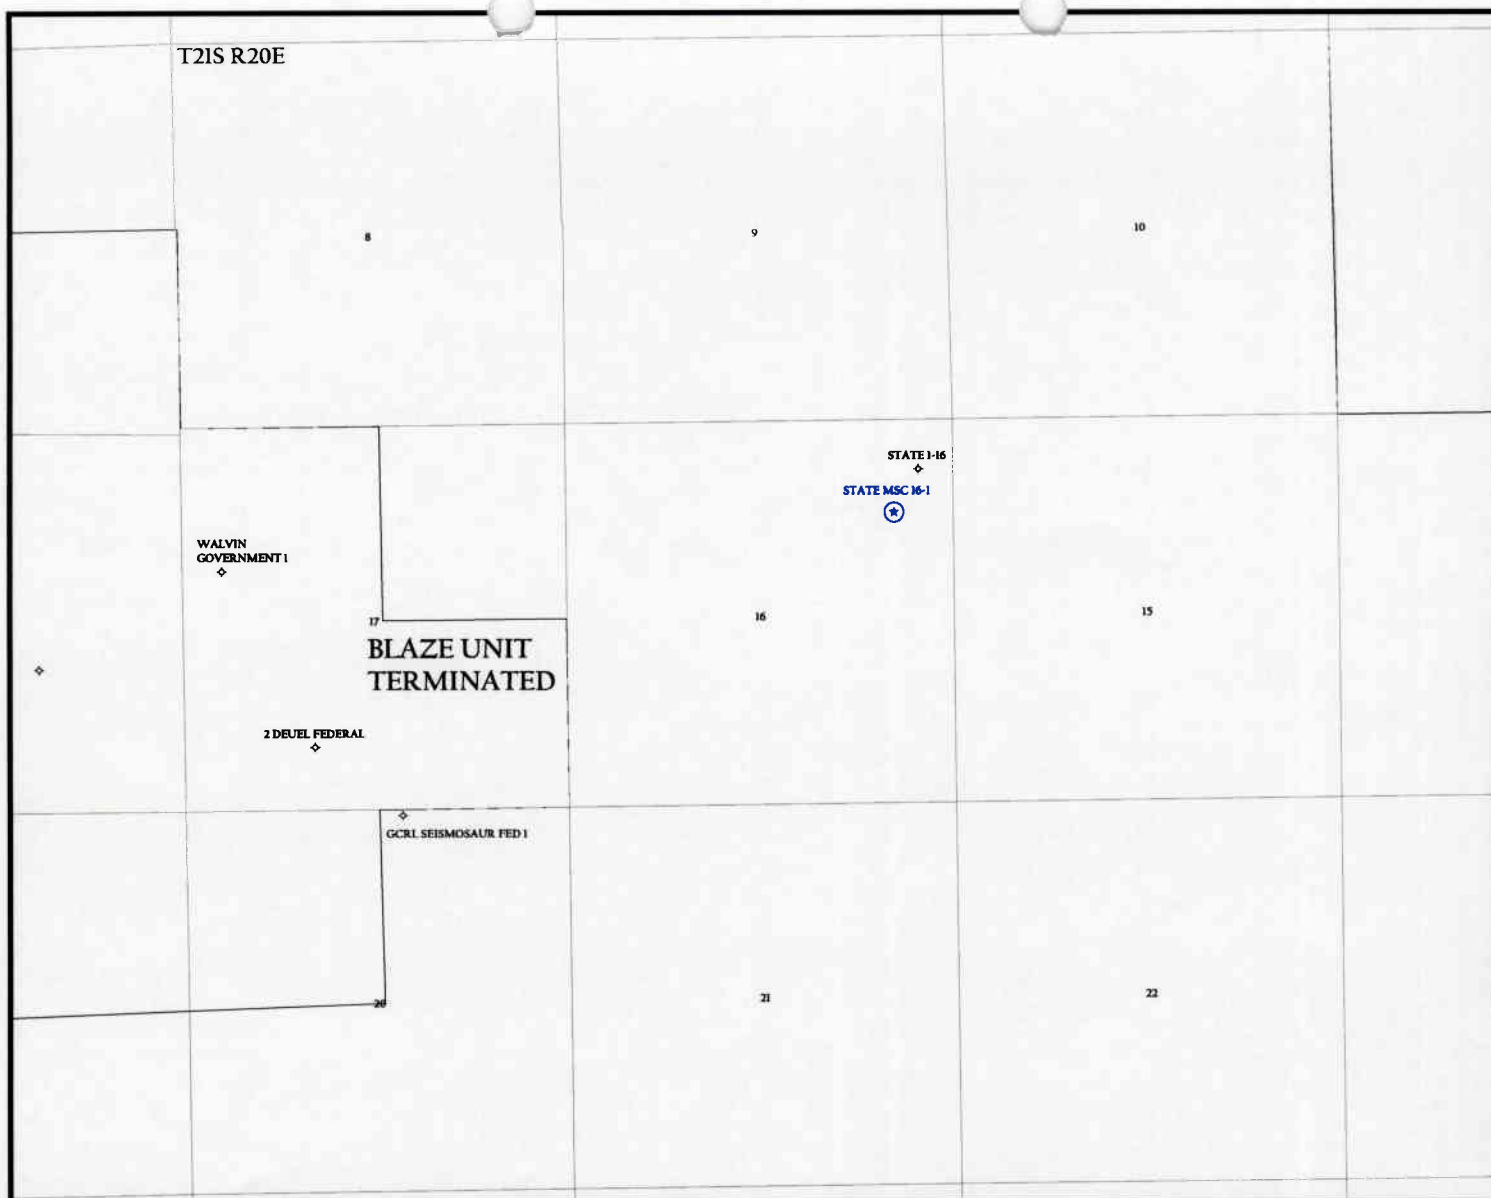 T21S R20E
8
9
10
STATE 1-16
STATE MSC 16-1
WALVIN
GOVERNMENT 1
17
16
15
BLAZE UNIT
TERMINATED
2 DEUEL FEDERAL
GCRL SEISMOSAUR FED 1
20
21
22